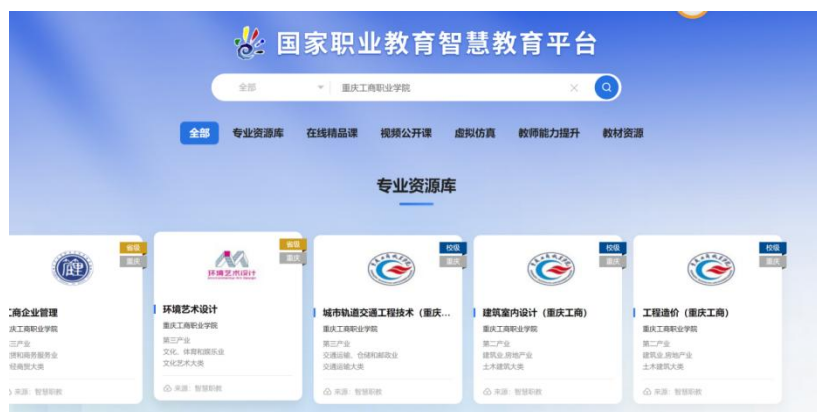 国家职业教育智慧教育平台
全部
重庆工商职业学院
全部 专业资源库 在线精品课 视频公开课 虚拟仿真 教师能力提升 教材资源
专业资源库
省级
重庆
工商企业管理
重庆工商职业学院
第三产业
租赁和商务服务业
财经商贸大类
来源：智慧职教
省级
重庆
环境艺术设计
环境艺术设计
重庆工商职业学院
第三产业
文化、体育和娱乐业
文化艺术大类
来源：智慧职教
校级
重庆
城市轨道交通工程技术（重庆...
重庆工商职业学院
第三产业
交通运输、仓储和邮政业
交通运输大类
来源：智慧职教
校级
重庆
建筑室内设计（重庆工商）
重庆工商职业学院
第二产业
建筑业,房地产业
土木建筑大类
来源：智慧职教
校级
重庆
工程造价（重庆工商）
重庆工商职业学院
第二产业
建筑业,房地产业
土木建筑大类
来源：智慧职教